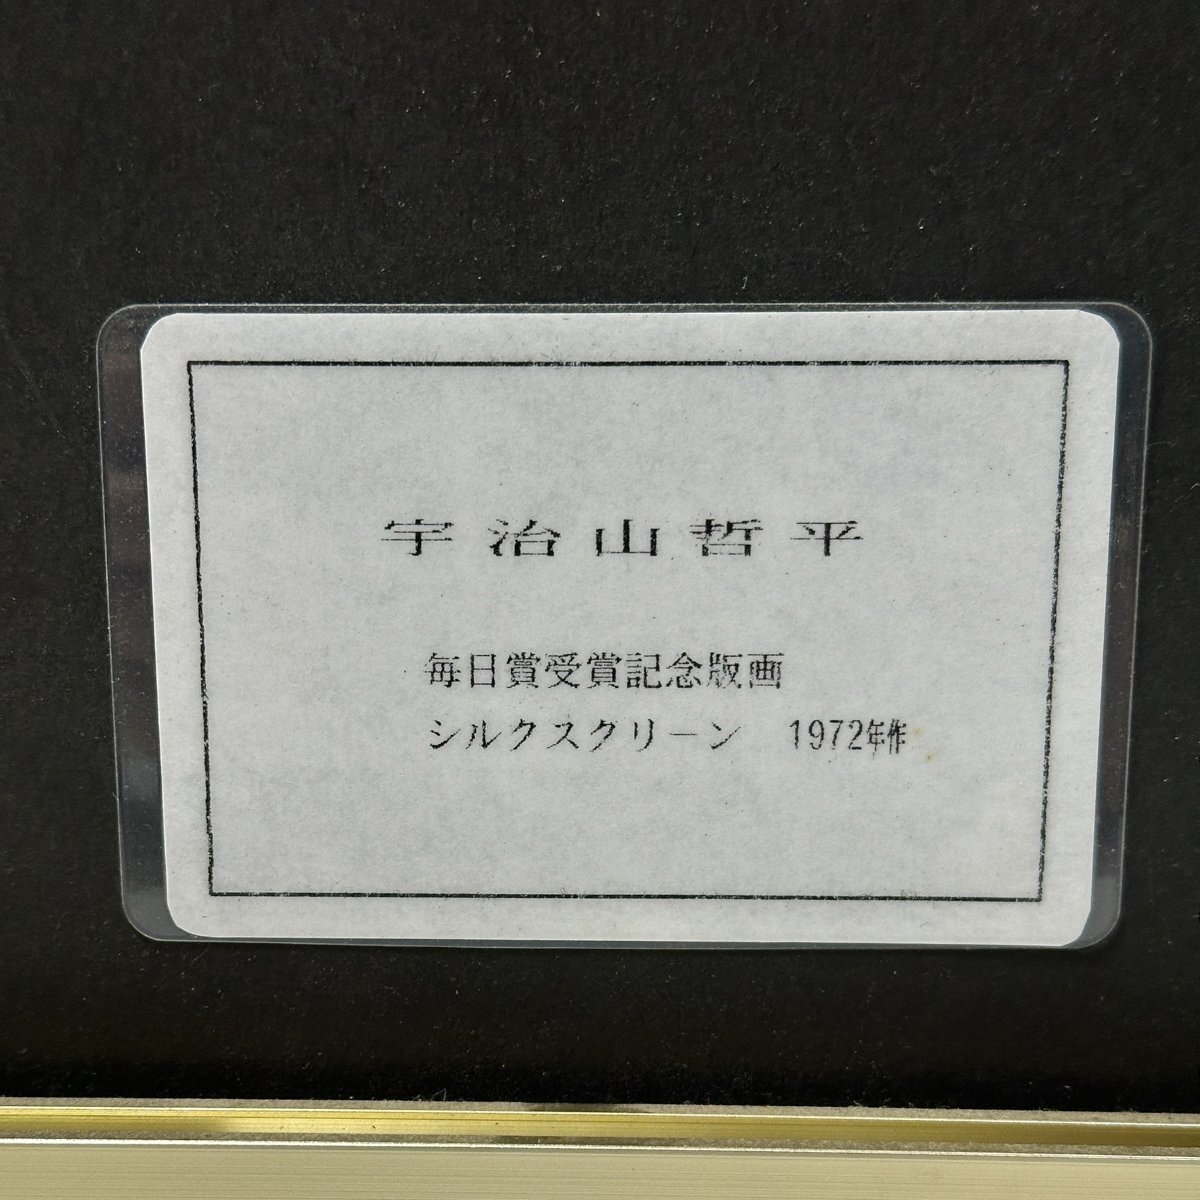 宇治山哲平
毎日賞受賞記念版画
シルクスクリーン 1972年作